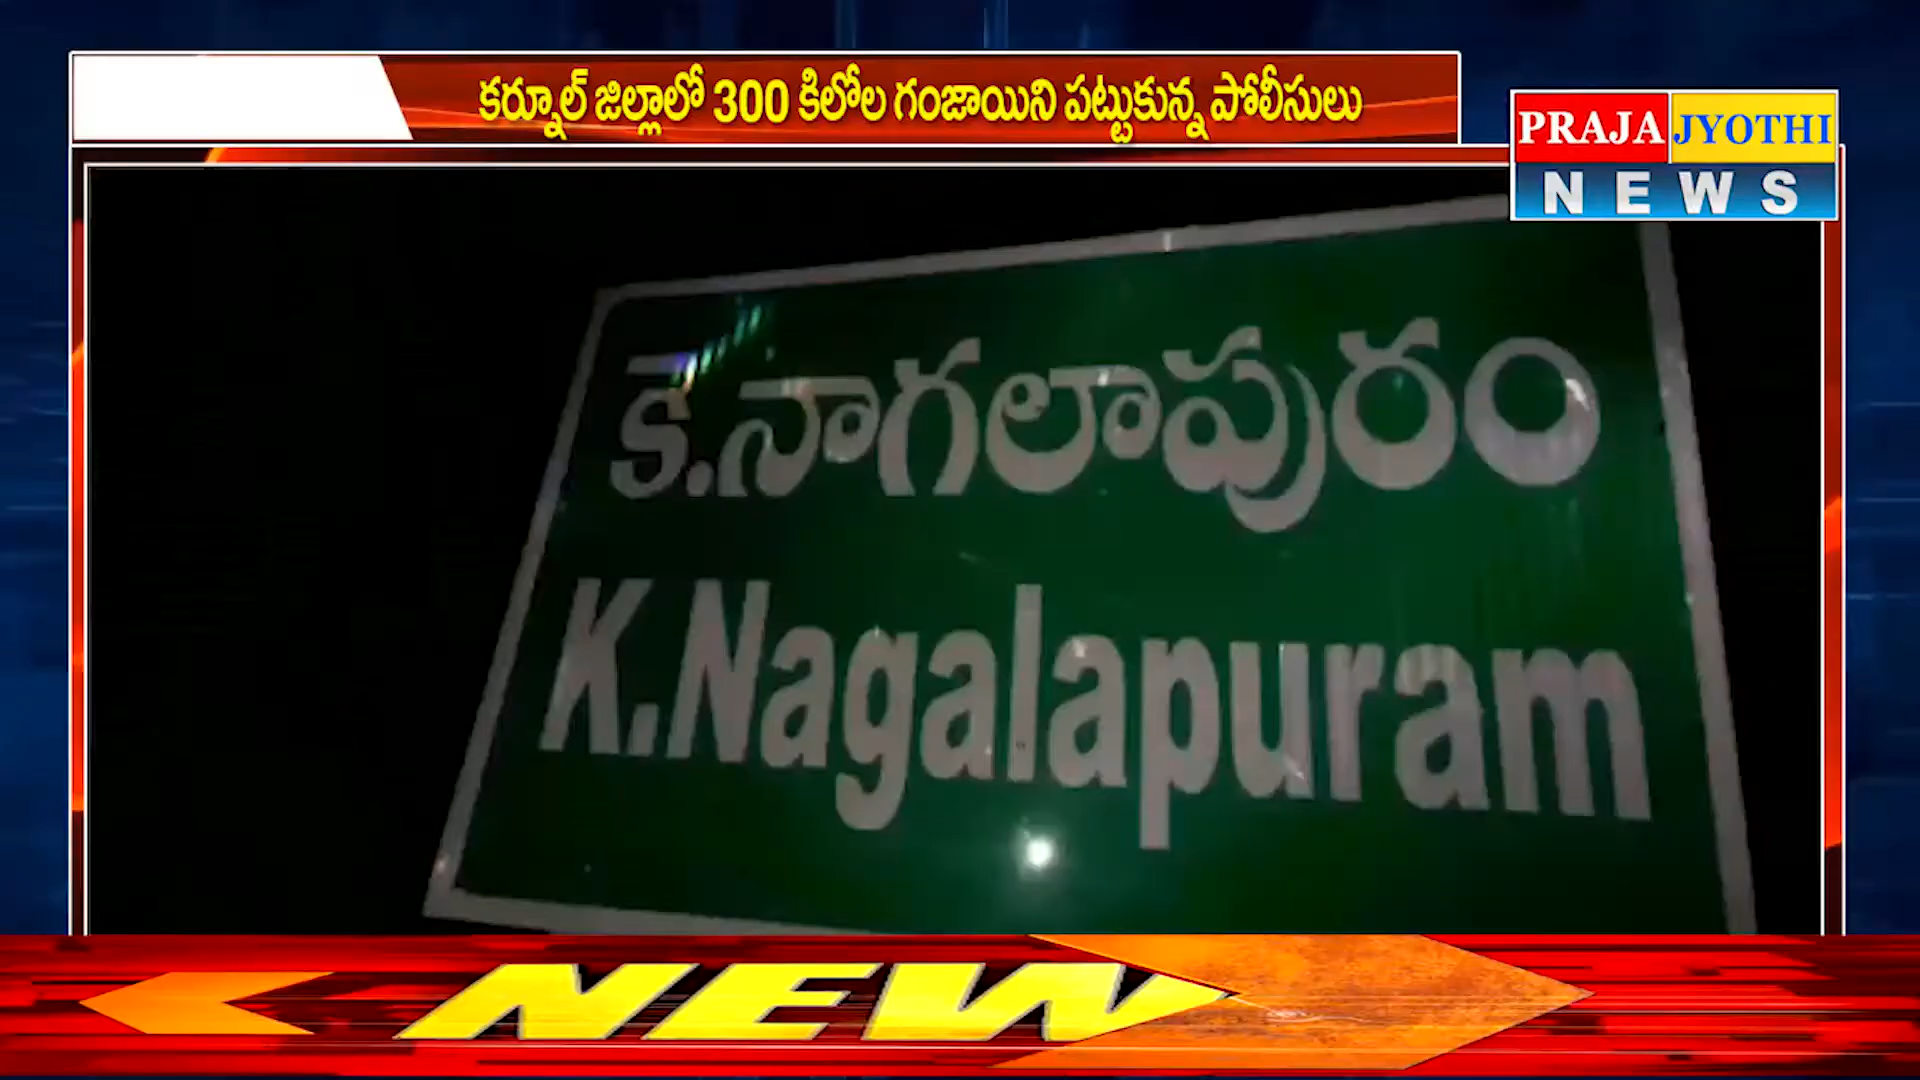 కర్నూల్ జిల్లాలో 300 కిలోల గంజాయిని పట్టుకున్న పోలీసులు
PRAJA JYOTHI
NEWS
కె.నాగలాపురం
K.Nagalapuram
NEW